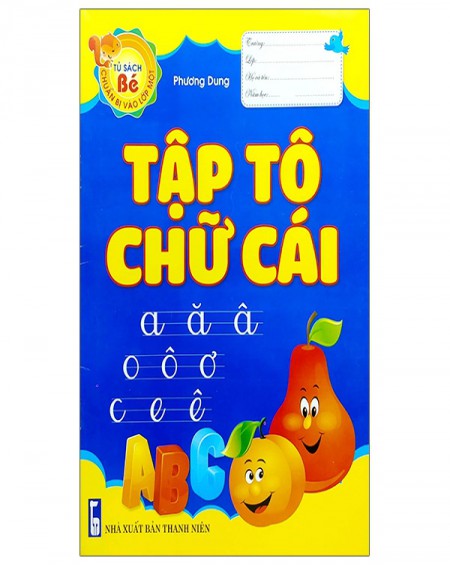 TỦ SÁCH
Bé
CHUẨN BỊ VÀO LỚP MỘT
Phương Dung
Trường:
Lớp:
Họ và tên:
Năm học:
TẬP TÔ
CHỮ CÁI
a ă â
o ô ơ
c e ê
ABC
NHÀ XUẤT BẢN THANH NIÊN